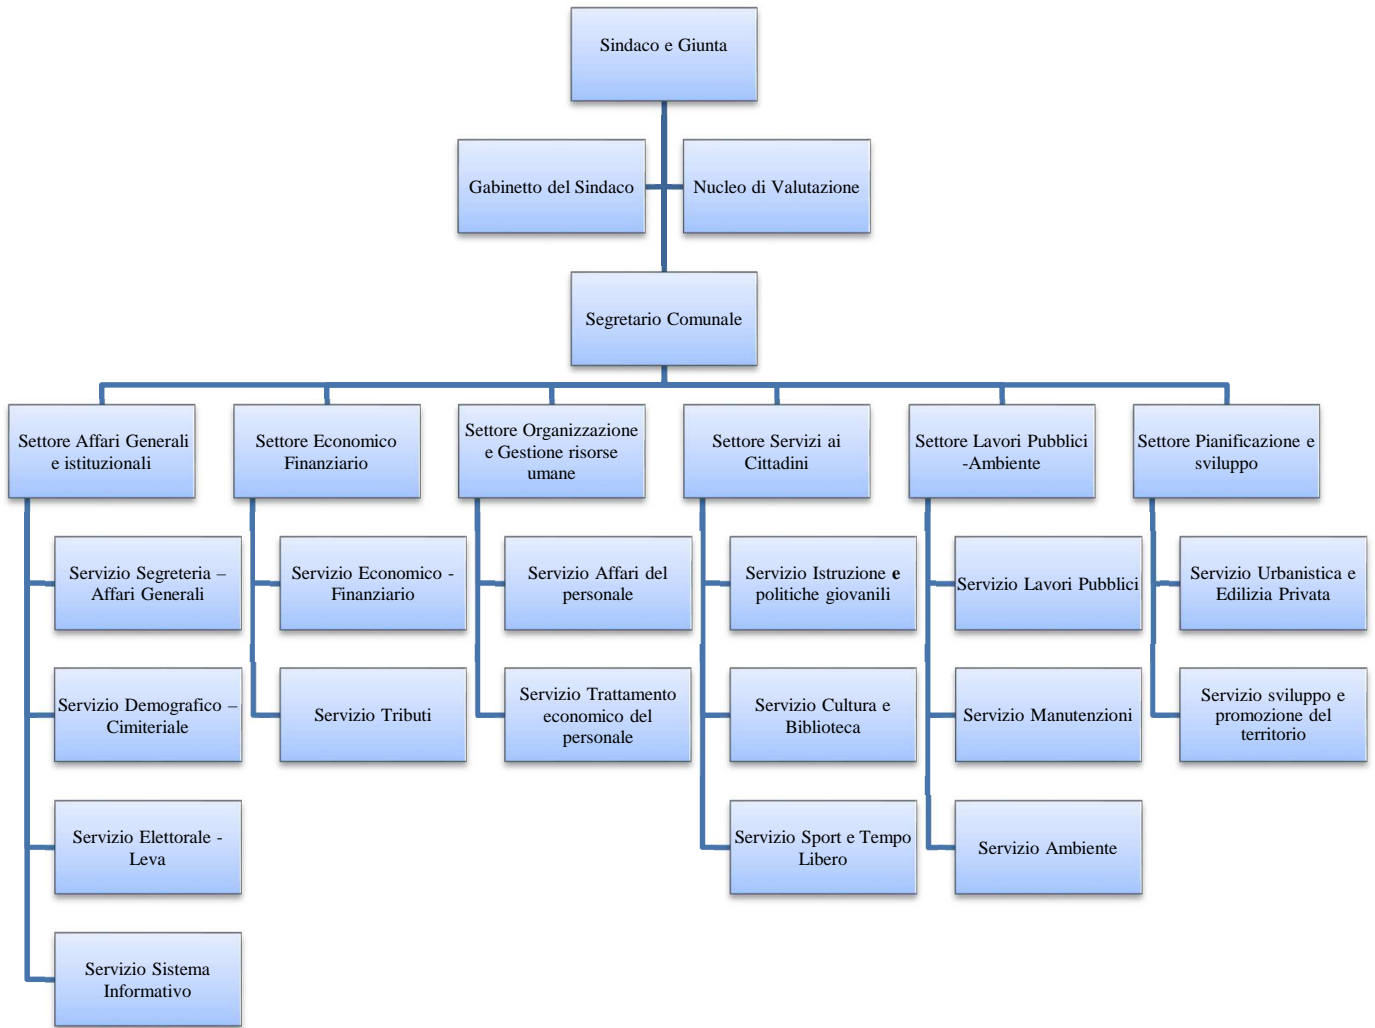 Sindaco e Giunta
Gabinetto del Sindaco
Nucleo di Valutazione
Segretario Comunale
Settore Affari Generali
e istituzionali
Settore Economico
Finanziario
Settore Organizzazione
e Gestione risorse
umane
Settore Servizi ai
Cittadini
Settore Lavori Pubblici
-Ambiente
Settore Pianificazione e
sviluppo
Servizio Segreteria –
Affari Generali
Servizio Economico -
Finanziario
Servizio Affari del
personale
Servizio Istruzione e
politiche giovanili
Servizio Lavori Pubblici
Servizio Urbanistica e
Edilizia Privata
Servizio Demografico –
Cimiteriale
Servizio Tributi
Servizio Trattamento
economico del
personale
Servizio Cultura e
Biblioteca
Servizio Manutenzioni
Servizio sviluppo e
promozione del
territorio
Servizio Elettorale -
Leva
Servizio Sport e Tempo
Libero
Servizio Ambiente
Servizio Sistema
Informativo